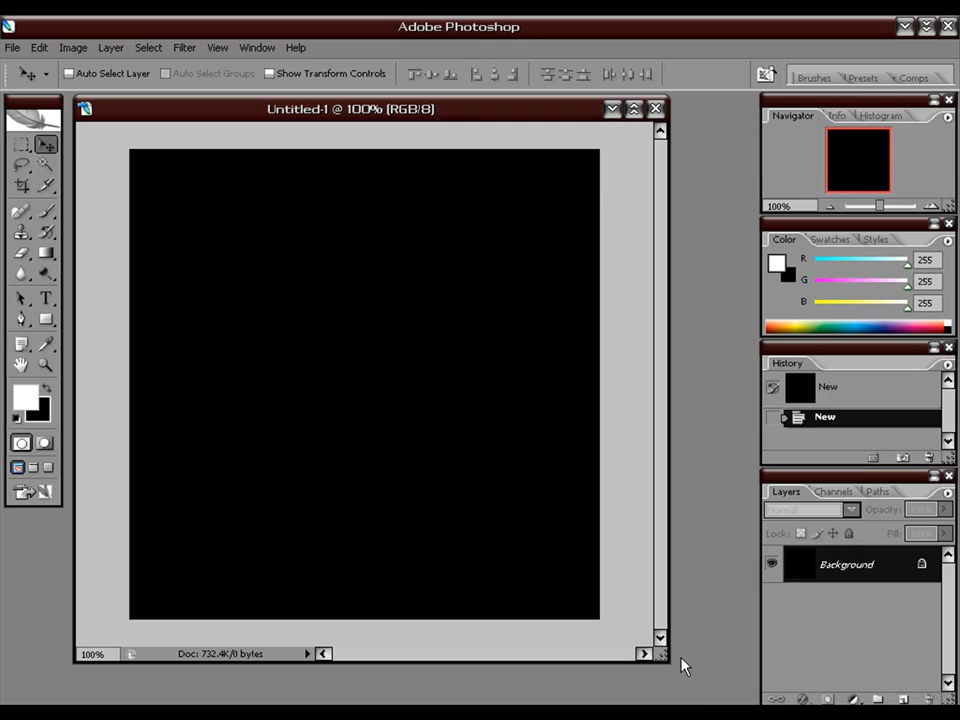 Adobe Photoshop
File Edit Image Layer Select Filter View Window Help
Auto Select Layer Auto Select Groups Show Transform Controls
Brushes Presets Comps
Untitled-1 @ 100% (RGB/8)
Navigator Info Histogram
100%
Color Swatches Styles
R 255
G 255
B 255
History
New
New
Layers Channels Paths
Normal Opacity: 100%
Lock: Fill: 100%
Background
100% Doc: 732.4K/0 bytes